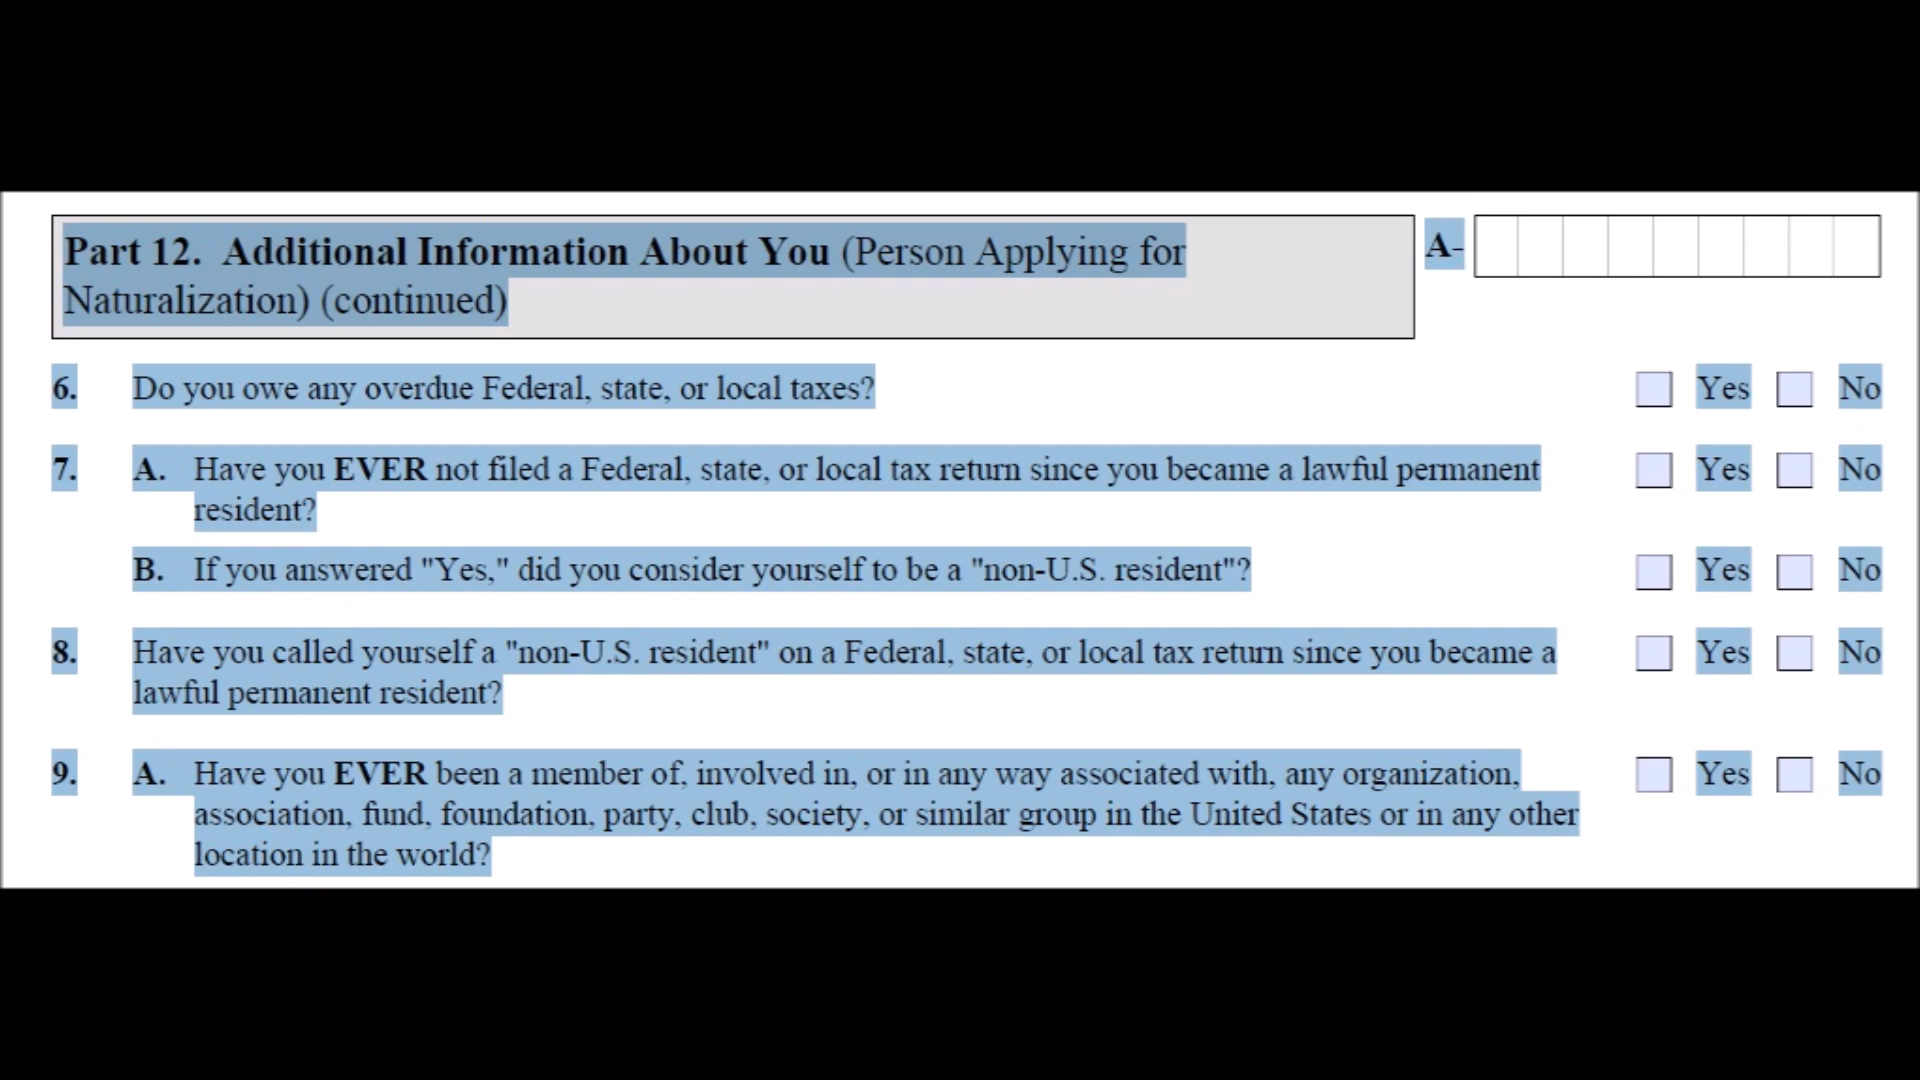 Part 12. Additional Information About You (Person Applying for
Naturalization) (continued)
A-
6. Do you owe any overdue Federal, state, or local taxes? Yes No
7. A. Have you EVER not filed a Federal, state, or local tax return since you became a lawful permanent Yes No
resident?
B. If you answered "Yes," did you consider yourself to be a "non-U.S. resident"? Yes No
8. Have you called yourself a "non-U.S. resident" on a Federal, state, or local tax return since you became a Yes No
lawful permanent resident?
9. A. Have you EVER been a member of, involved in, or in any way associated with, any organization, Yes No
association, fund, foundation, party, club, society, or similar group in the United States or in any other
location in the world?